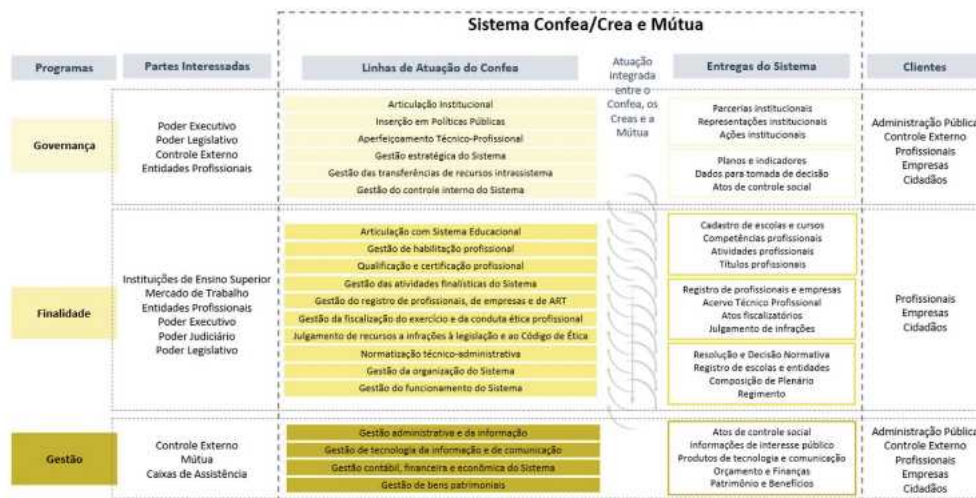 Sistema Confea/Crea e Mútua
Programas
Partes Interessadas
Linhas de Atuação do Confea
Atuação
integrada
entre o
Confea, os
Creas e a
Mútua
Entregas do Sistema
Clientes
Governança
Poder Executivo
Poder Legislativo
Controle Externo
Entidades Profissionais
Articulação Institucional
Inserção em Políticas Públicas
Aperfeiçoamento Técnico-Profissional
Gestão estratégica do Sistema
Gestão das transferências de recursos intrassistema
Gestão do controle interno do Sistema
Parcerias institucionais
Representações institucionais
Ações institucionais
Planos e indicadores
Dados para tomada de decisão
Atos de controle social
Administração Pública
Controle Externo
Profissionais
Empresas
Cidadãos
Finalidade
Instituições de Ensino Superior
Mercado de Trabalho
Entidades Profissionais
Poder Executivo
Poder Judiciário
Poder Legislativo
Articulação com Sistema Educacional
Gestão de habilitação profissional
Qualificação e certificação profissional
Gestão das atividades finalísticas do Sistema
Gestão do registro de profissionais, de empresas e de ART
Gestão da fiscalização do exercício e da conduta ética profissional
Julgamento de recursos a infrações à legislação e ao Código de Ética
Normatização técnico-administrativa
Gestão da organização do Sistema
Gestão do funcionamento do Sistema
Cadastro de escolas e cursos
Competências profissionais
Atividades profissionais
Títulos profissionais
Registro de profissionais e empresas
Acervo Técnico Profissional
Atos fiscalizatórios
Julgamento de infrações
Resolução e Decisão Normativa
Registro de escolas e entidades
Composição de Plenário
Regimento
Profissionais
Empresas
Cidadãos
Gestão
Controle Externo
Mútua
Caixas de Assistência
Gestão administrativa e da informação
Gestão de tecnologia da informação e de comunicação
Gestão contábil, financeira e econômica do Sistema
Gestão de bens patrimoniais
Atos de controle social
Informações de interesse público
Produtos de tecnologia e comunicação
Orçamento e Finanças
Patrimônio e Benefícios
Administração Pública
Controle Externo
Profissionais
Empresas
Cidadãos